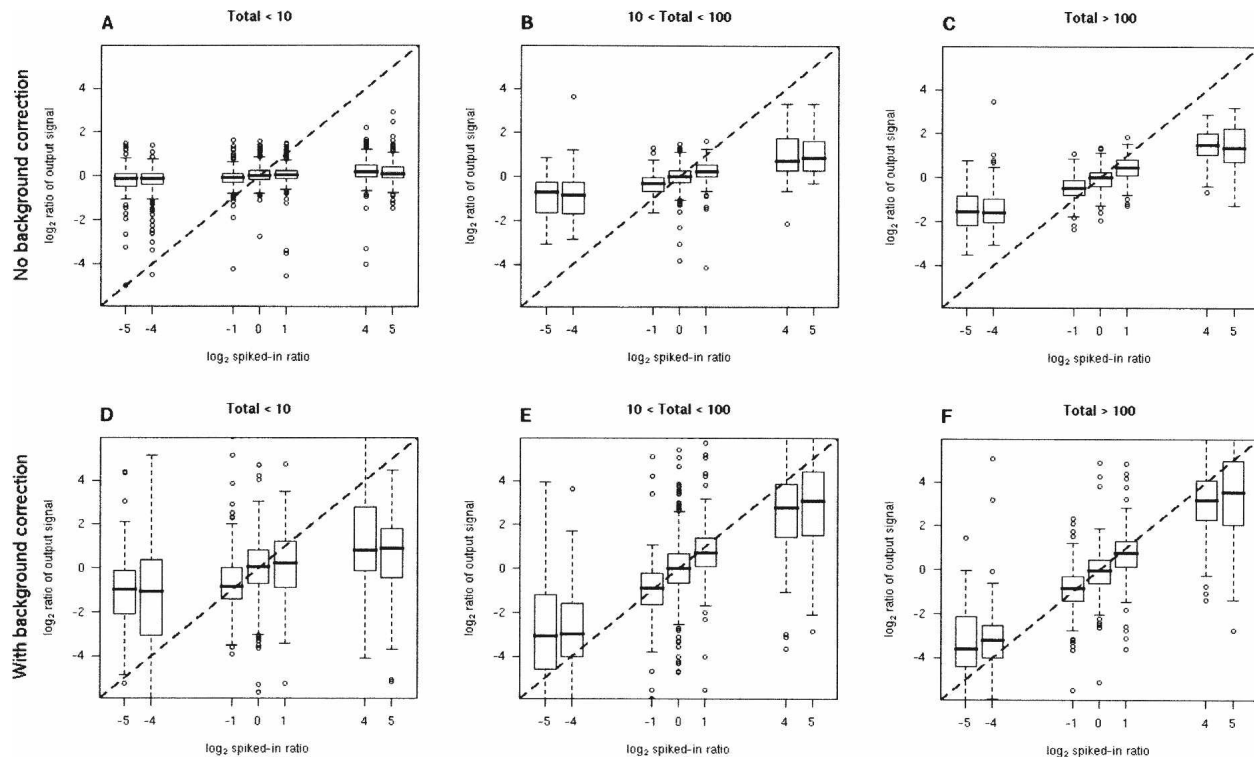 No background correction
A
Total < 10
log2 ratio of output signal
4
2
0
-2
-4
-5
-4
-1
0
1
4
5
log2 spiked-in ratio
B
10 < Total < 100
log2 ratio of output signal
4
2
0
-2
-4
-5
-4
-1
0
1
4
5
log2 spiked-in ratio
C
Total > 100
log2 ratio of output signal
4
2
0
-2
-4
-5
-4
-1
0
1
4
5
log2 spiked-in ratio
With background correction
D
Total < 10
log2 ratio of output signal
4
2
0
-2
-4
-5
-4
-1
0
1
4
5
log2 spiked-in ratio
E
10 < Total < 100
log2 ratio of output signal
4
2
0
-2
-4
-5
-4
-1
0
1
4
5
log2 spiked-in ratio
F
Total > 100
log2 ratio of output signal
4
2
0
-2
-4
-5
-4
-1
0
1
4
5
log2 spiked-in ratio